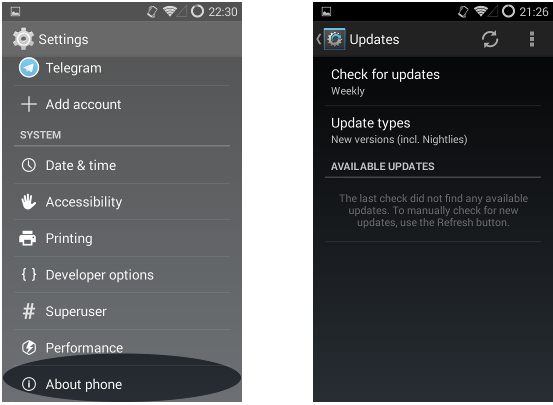 22:30
Settings
Telegram
Add account
SYSTEM
Date & time
Accessibility
Printing
{ } Developer options
# Superuser
Performance
About phone
21:26
Updates
Check for updates
Weekly
Update types
New versions (incl. Nightlies)
AVAILABLE UPDATES
The last check did not find any available
updates. To manually check for new
updates, use the Refresh button.